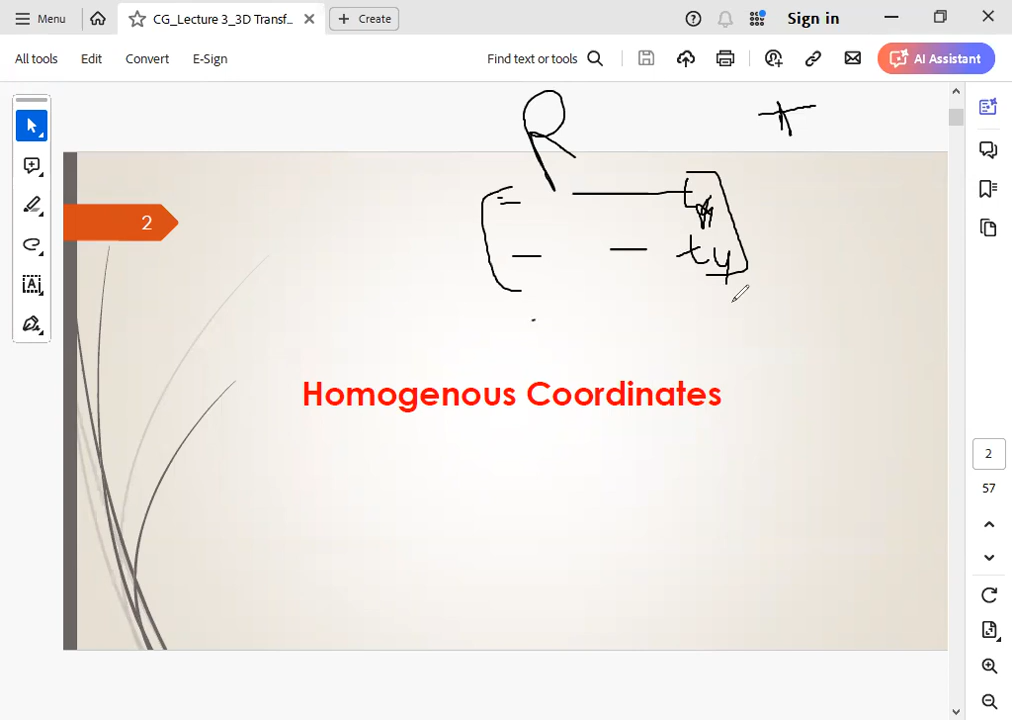 Menu
CG_Lecture 3_3D Transf...
Create
Sign in
All tools
Edit
Convert
E-Sign
Find text or tools
AI Assistant
R
2
ty
Homogenous Coordinates
2
57